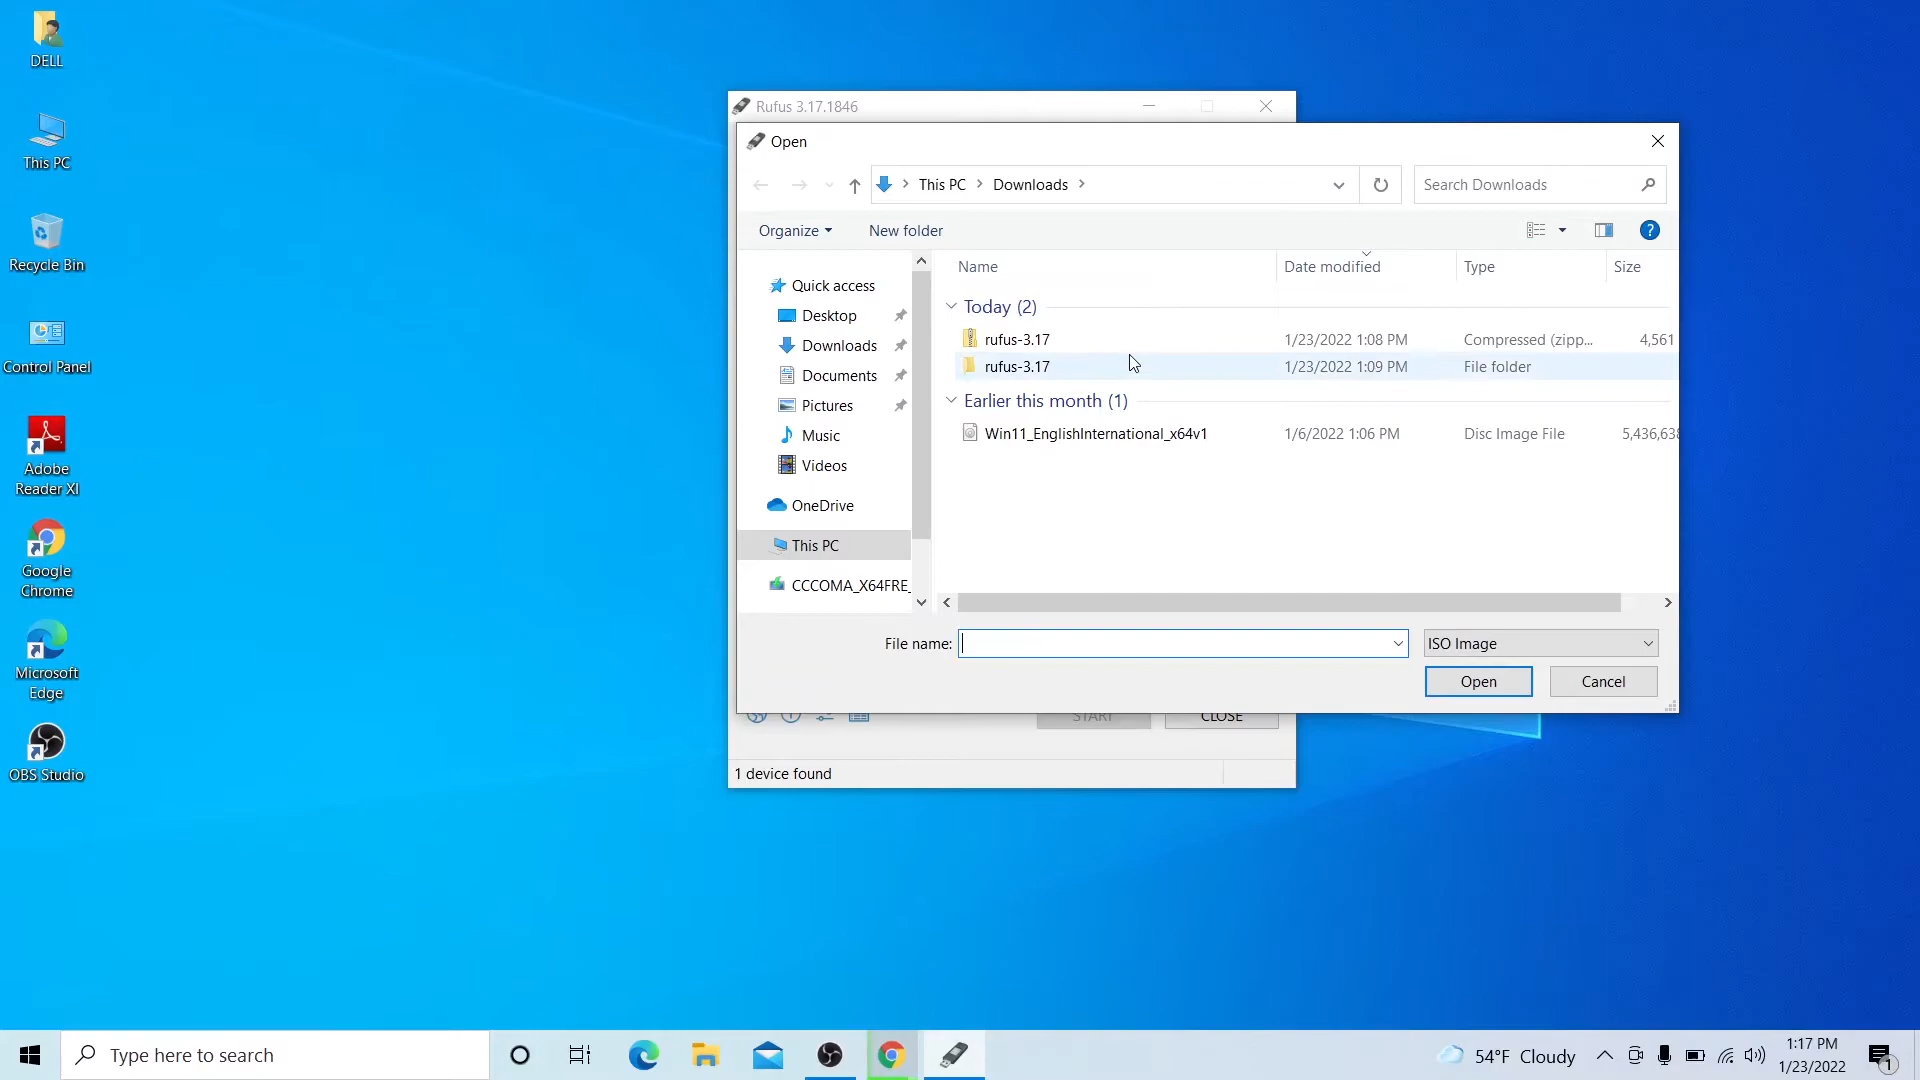 DELL
This PC
Recycle Bin
Control Panel
Adobe
Reader XI
Google
Chrome
Microsoft
Edge
OBS Studio
Rufus 3.17.1846
Open
This PC
Downloads
Search Downloads
Organize
New folder
?
Quick access
Desktop
Downloads
Documents
Pictures
Music
Videos
OneDrive
This PC
CCCOMA_X64FRE_
Name
Date modified
Type
Size
Today (2)
rufus-3.17
1/23/2022 1:08 PM
Compressed (zipp...
4,561
rufus-3.17
1/23/2022 1:09 PM
File folder
Earlier this month (1)
Win11_EnglishInternational_x64v1
1/6/2022 1:06 PM
Disc Image File
5,436,638
File name:
ISO Image
Open
Cancel
START
CLOSE
1 device found
Type here to search
54°F Cloudy
1:17 PM
1/23/2022
1